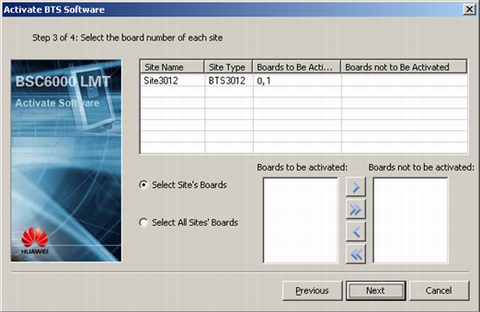 Activate BTS Software
Step 3 of 4: Select the board number of each site
BSC6000 LMT
Activate Software
HUAWEI
Site Name Site Type Boards to Be Acti... Boards not to Be Activated
Site3012 BTS3012 0, 1
Boards to be activated: Boards not to be activated:
Select Site's Boards
Select All Sites' Boards
Previous Next Cancel